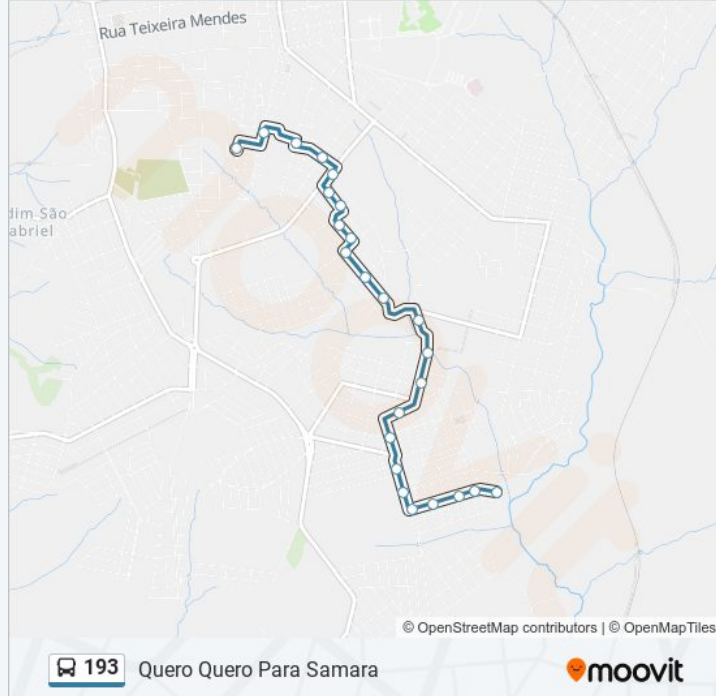 Rua Teixeira Mendes
dim São
abriel
© OpenStreetMap contributors | © OpenMapTiles
193 Quero Quero Para Samara
moovit